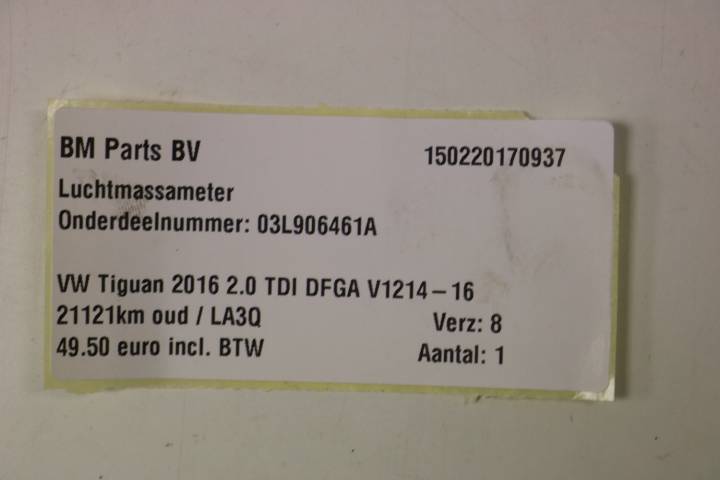 BM Parts BV 150220170937
Luchtmassameter
Onderdeelnummer: 03L906461A
VW Tiguan 2016 2.0 TDI DFGA V1214-16
21121km oud / LA3Q Verz: 8
49.50 euro incl. BTW Aantal: 1